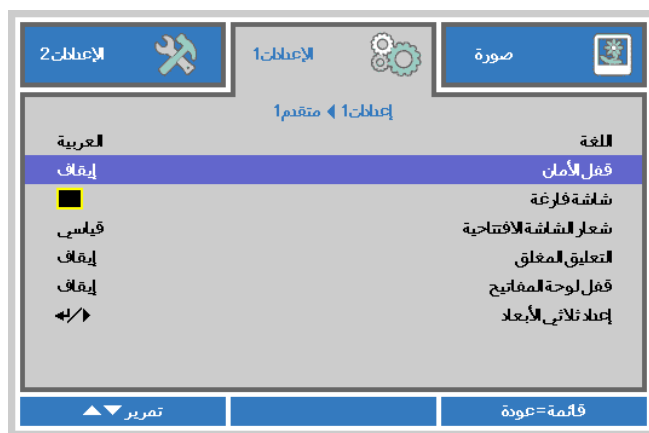 صورة
الإعدادات1
الإعدادات2
إعدادات1 متقدم1
اللغة العربية
قفل الأمان إيقاف
شاشة فارغة
شعار الشاشة الافتتاحية قياسي
التعليق المغلق إيقاف
قفل لوحة المفاتيح إيقاف
إعداد ثلاثي الأبعاد
قائمة=عودة
تمرير